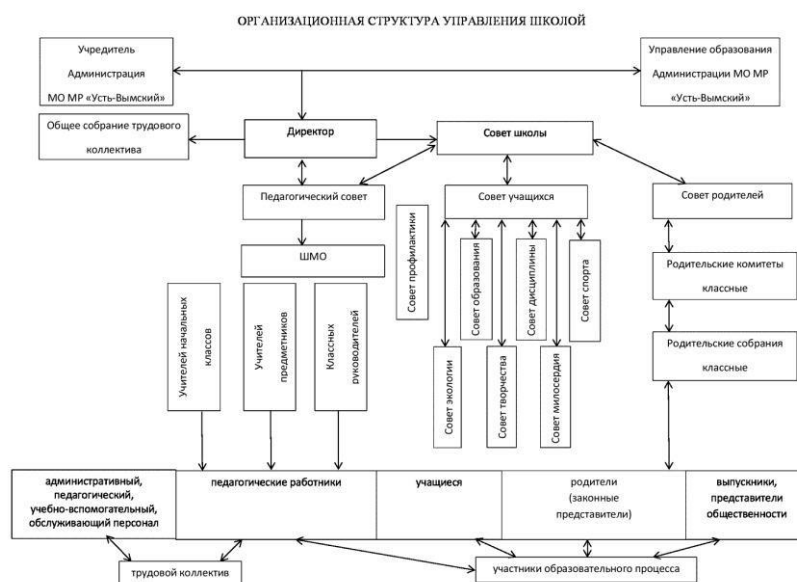 ОРГАНИЗАЦИОННАЯ СТРУКТУРА УПРАВЛЕНИЯ ШКОЛОЙ
Учредитель
Администрация
МО МР «Усть-Вымский»
Управление образования
Администрации МО МР
«Усть-Вымский»
Общее собрание трудового
коллектива
Директор
Совет школы
Педагогический совет
Совет учащихся
Совет родителей
ШМО
Совет профилактики
Совет образования
Совет дисциплины
Совет спорта
Родительские комитеты
классные
Учителей начальных
классов
Учителей
предметников
Классных
руководителей
Совет экологии
Совет творчества
Совет милосердия
Родительские собрания
классные
административный,
педагогический,
учебно-вспомогательный,
обслуживающий персонал
педагогические работники
учащиеся
родители
(законные
представители)
выпускники,
представители
общественности
трудовой коллектив
участники образовательного процесса